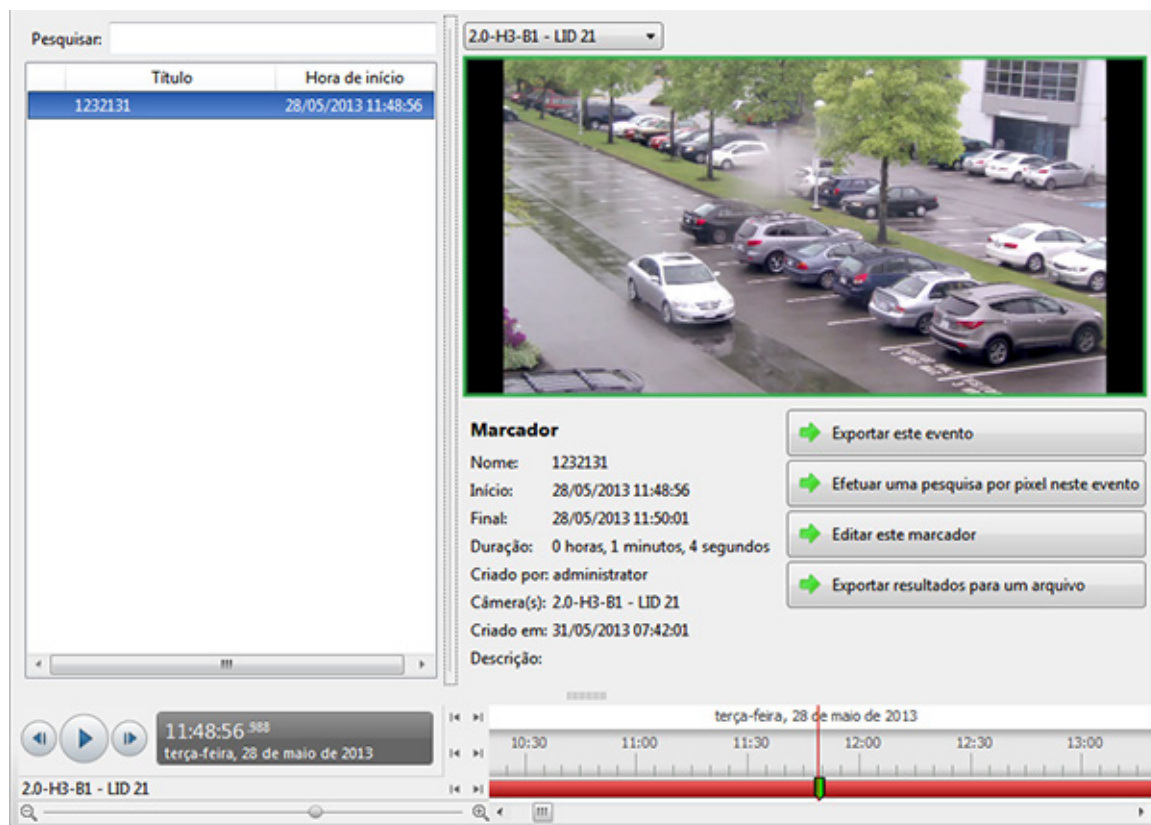 Pesquisar:
Título
Hora de início
1232131
28/05/2013 11:48:56
2.0-H3-B1 - LID 21
Marcador
Nome: 1232131
Início: 28/05/2013 11:48:56
Final: 28/05/2013 11:50:01
Duração: 0 horas, 1 minutos, 4 segundos
Criado por: administrator
Câmera(s): 2.0-H3-B1 - LID 21
Criado em: 31/05/2013 07:42:01
Descrição:
Exportar este evento
Efetuar uma pesquisa por pixel neste evento
Editar este marcador
Exportar resultados para um arquivo
11:48:56.988
terça-feira, 28 de maio de 2013
terça-feira, 28 de maio de 2013
10:30 11:00 11:30 12:00 12:30 13:00
2.0-H3-B1 - LID 21